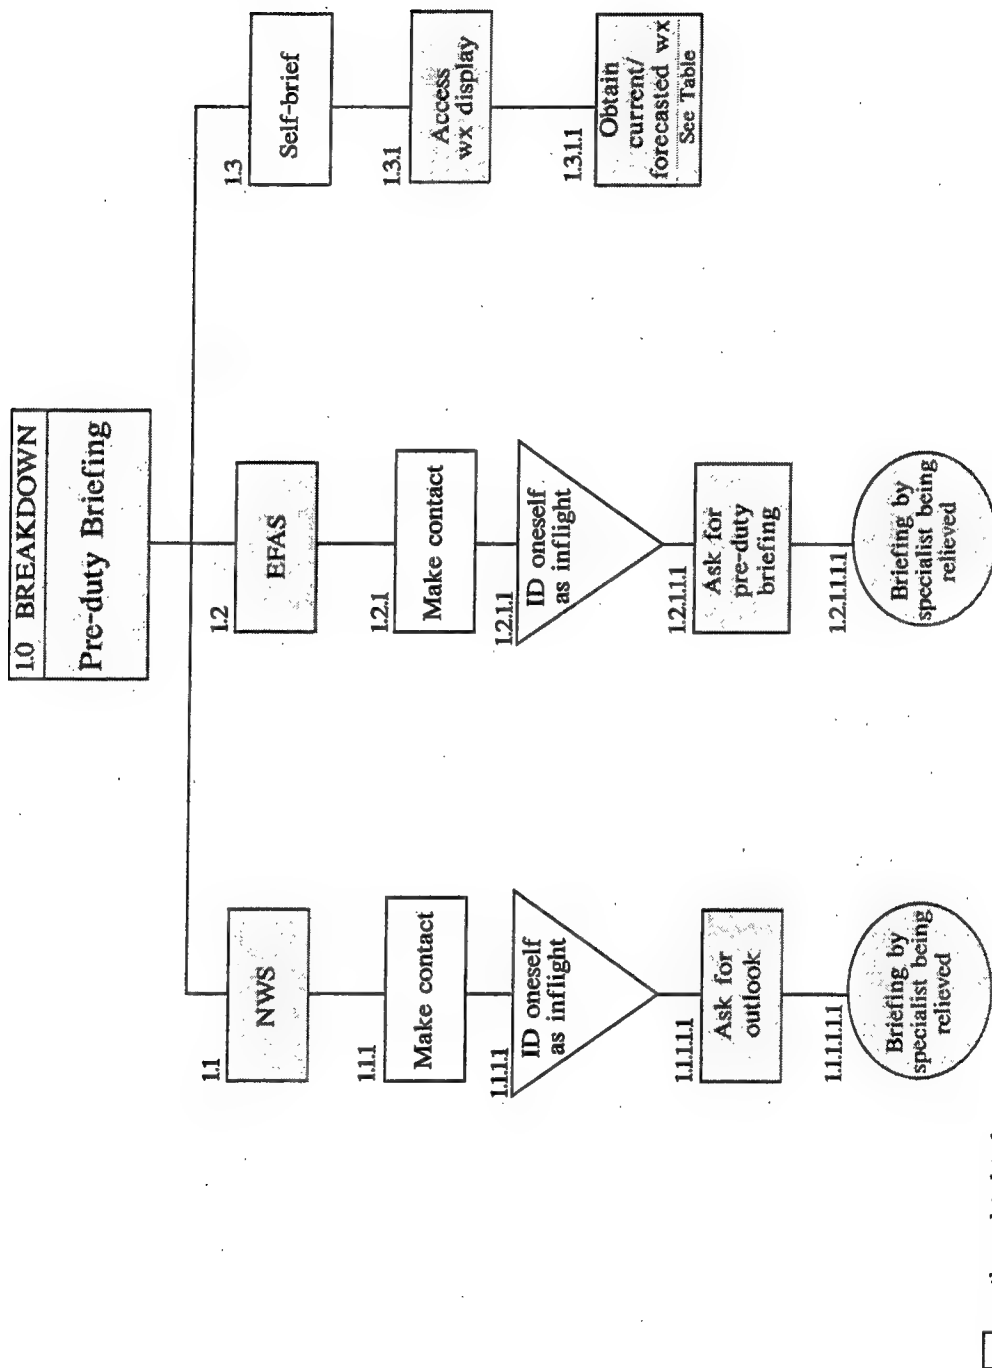 1.0 BREAKDOWN
Pre-duty Briefing
1.1
NWS
1.1.1
Make contact
1.1.1.1
ID oneself
as inflight
1.1.1.1.1
Ask for
outlook
1.1.1.1.1.1
Briefing by
specialist being
relieved
1.2
EFAS
1.2.1
Make contact
1.2.1.1
ID oneself
as inflight
1.2.1.1.1
Ask for
pre-duty
briefing
1.2.1.1.1.1
Briefing by
specialist being
relieved
1.3
Self-brief
1.3.1
Access
wx display
1.3.1.1
Obtain
current/
forecasted wx
See Table